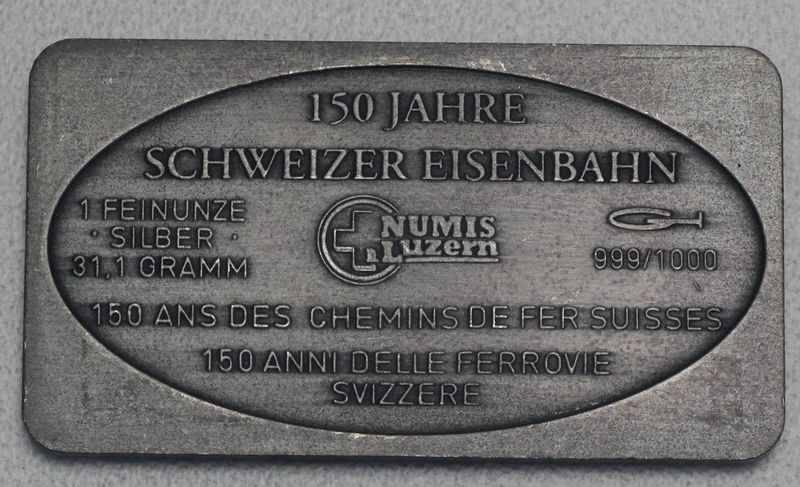 150 JAHRE
SCHWEIZER EISENBAHN
1 FEINUNZE
· SILBER ·
31,1 GRAMM
NUMIS
Luzern
999/1000
150 ANS DES CHEMINS DE FER SUISSES
150 ANNI DELLE FERROVIE
SVIZZERE